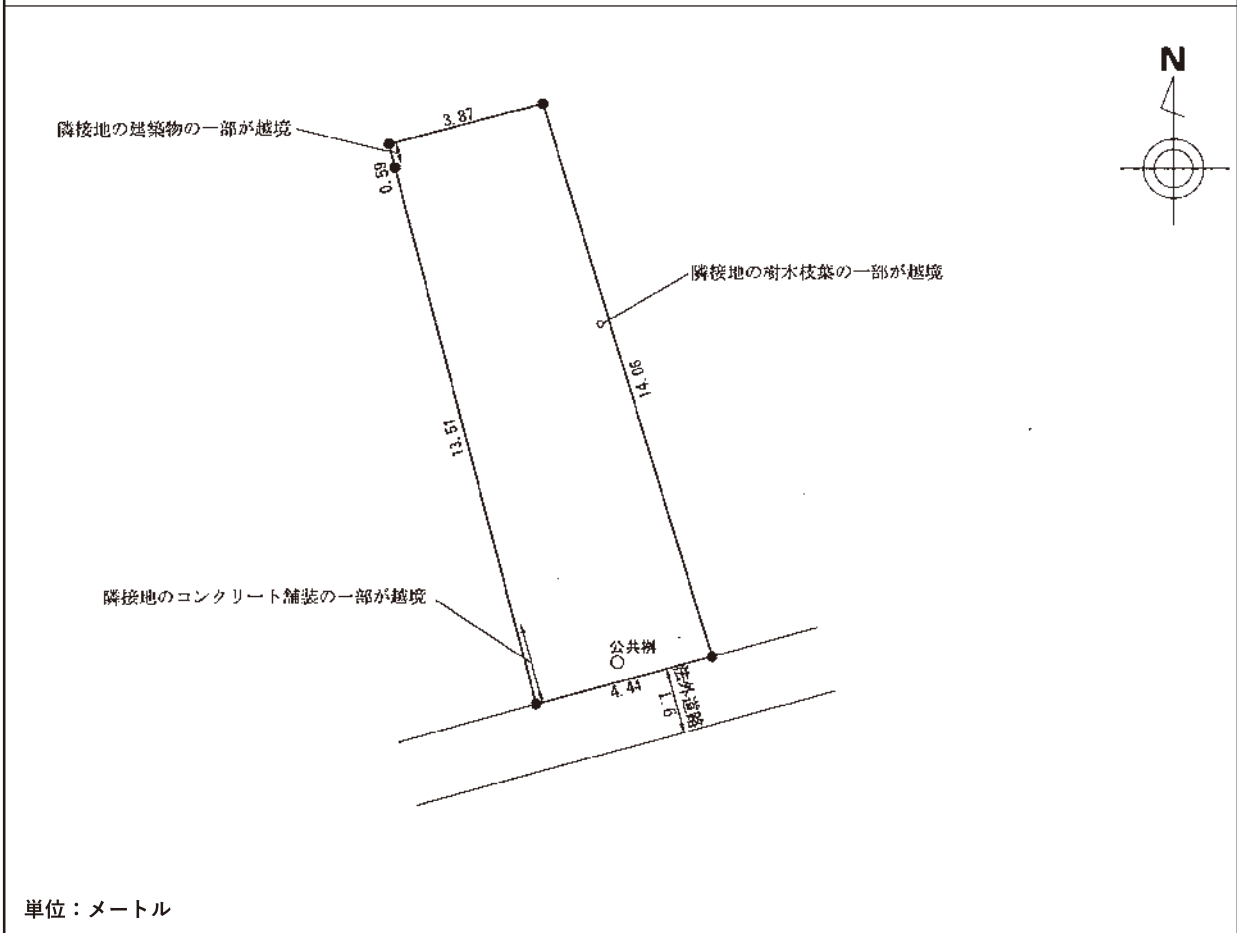 N
3.87
隣接地の建築物の一部が越境
0.59
隣接地の樹木枝葉の一部が越境
14.06
13.51
隣接地のコンクリート舗装の一部が越境
公共桝
4.44
法外道路
1.6
単位：メートル